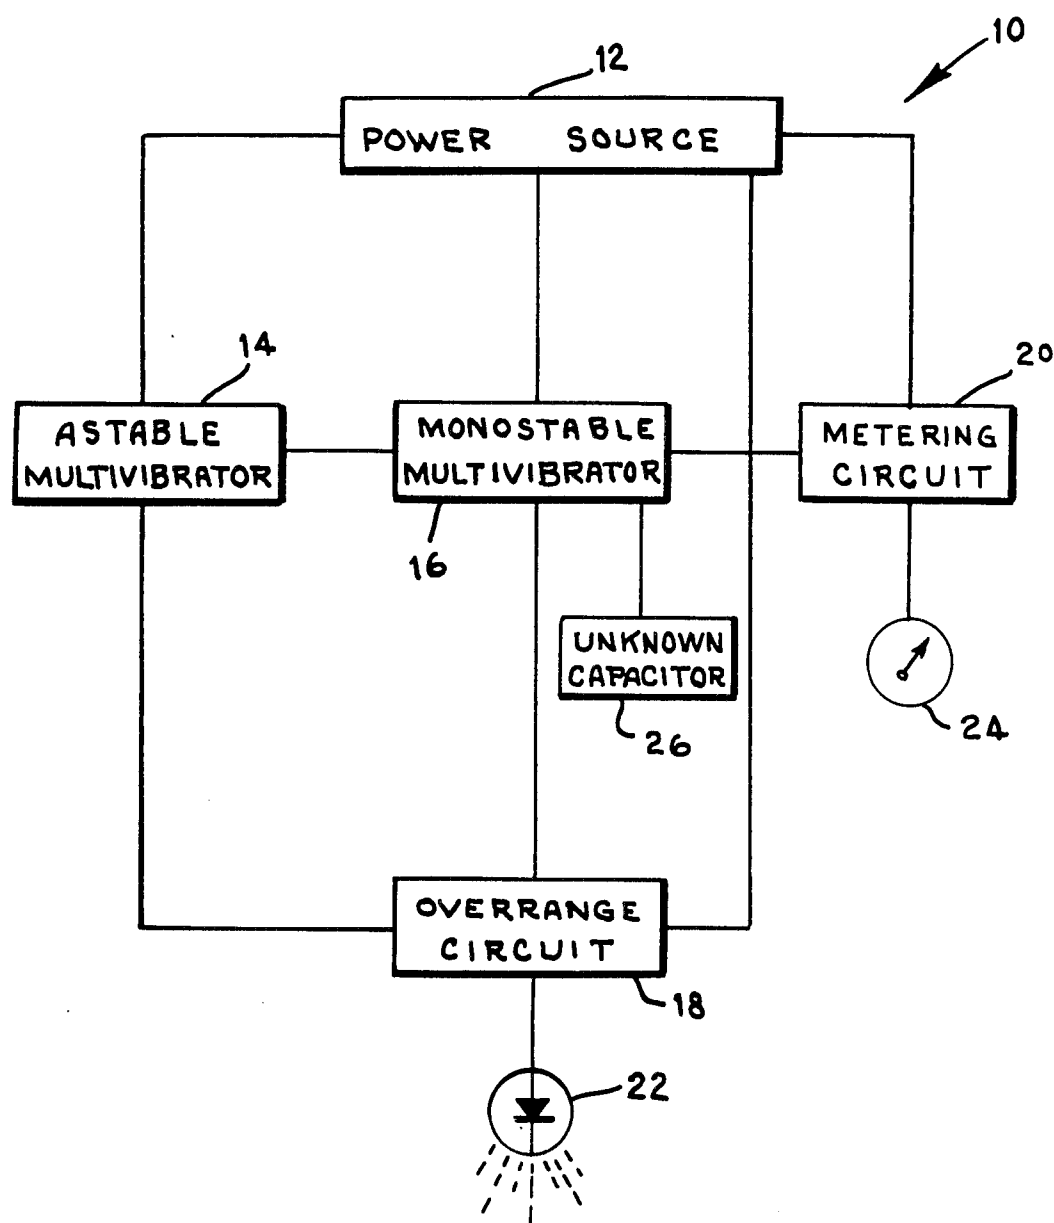 10
12
POWER SOURCE
14
ASTABLE
MULTIVIBRATOR
MONOSTABLE
MULTIVIBRATOR
16
20
METERING
CIRCUIT
UNKNOWN
CAPACITOR
26
24
OVERRANGE
CIRCUIT
18
22